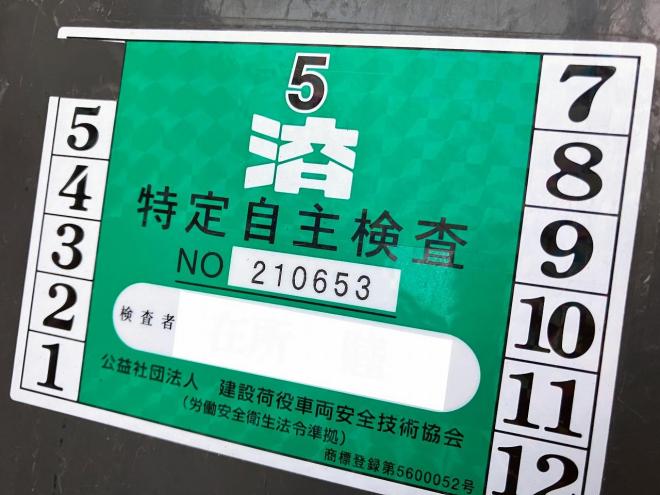 5
済
特定自主検査
NO 210653
検査者
公益社団法人 建設荷役車両安全技術協会
(労働安全衛生法令準拠)
商標登録第5600052号
5
4
3
2
1
7
8
9
10
11
12